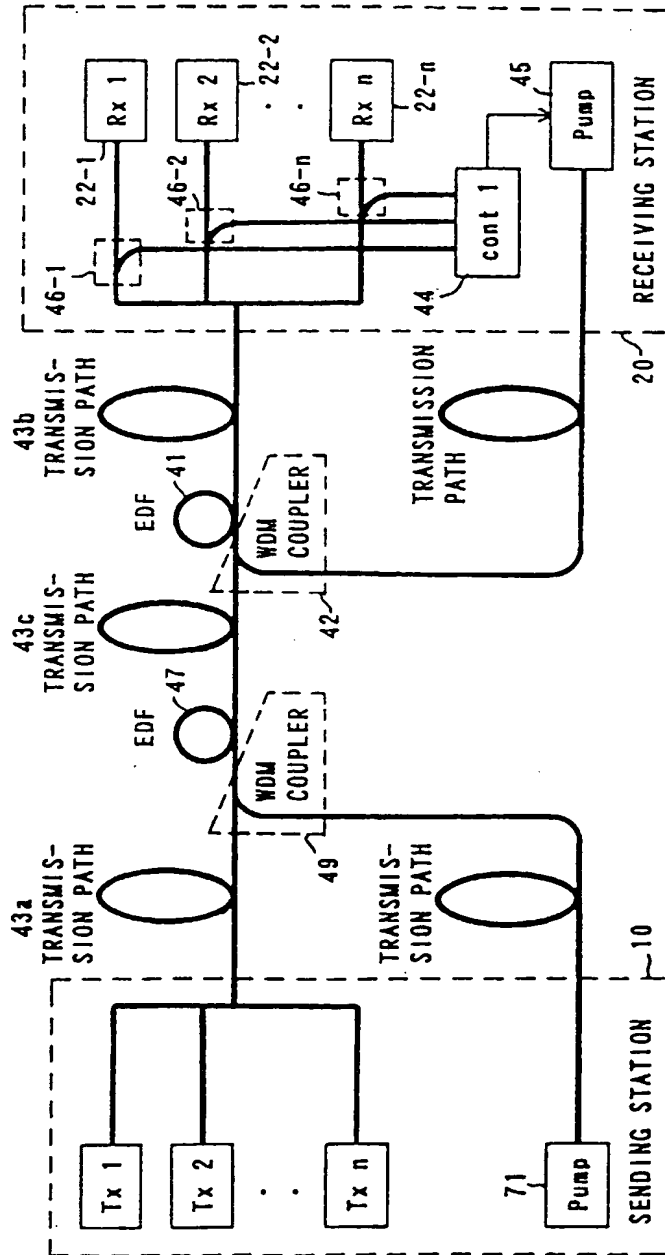 43a
TRANSMIS-
SION PATH
EDF
47
43c
TRANSMIS-
SION PATH
EDF
41
43b
TRANSMIS-
SION PATH
Tx 1
Tx 2
. .
Tx n
WDM
COUPLER
49
WDM
COUPLER
42
46-1
22-1
Rx 1
46-2
Rx 2
22-2
. .
46-n
Rx n
22-n
cont 1
44
45
Pump
71
Pump
TRANSMIS-
SION PATH
TRANSMISSION
PATH
10
SENDING STATION
20
RECEIVING STATION